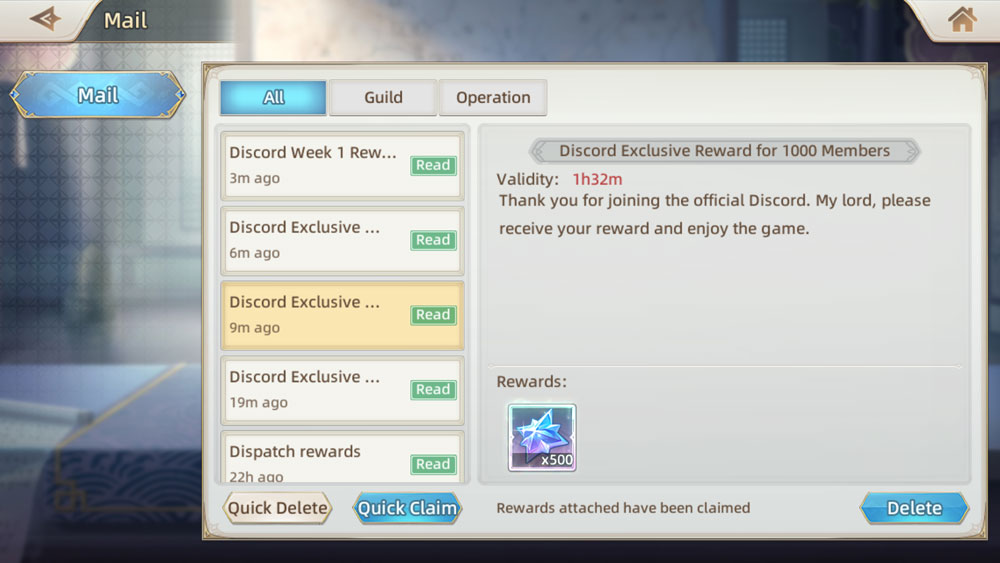 Mail
Mail
All
Guild
Operation
Discord Week 1 Rew...
Read
3m ago
Discord Exclusive ...
Read
6m ago
Discord Exclusive ...
Read
9m ago
Discord Exclusive ...
Read
19m ago
Dispatch rewards
Read
22h ago
Quick Delete
Quick Claim
Discord Exclusive Reward for 1000 Members
Validity: 1h32m
Thank you for joining the official Discord. My lord, please
receive your reward and enjoy the game.
Rewards:
x500
Rewards attached have been claimed
Delete